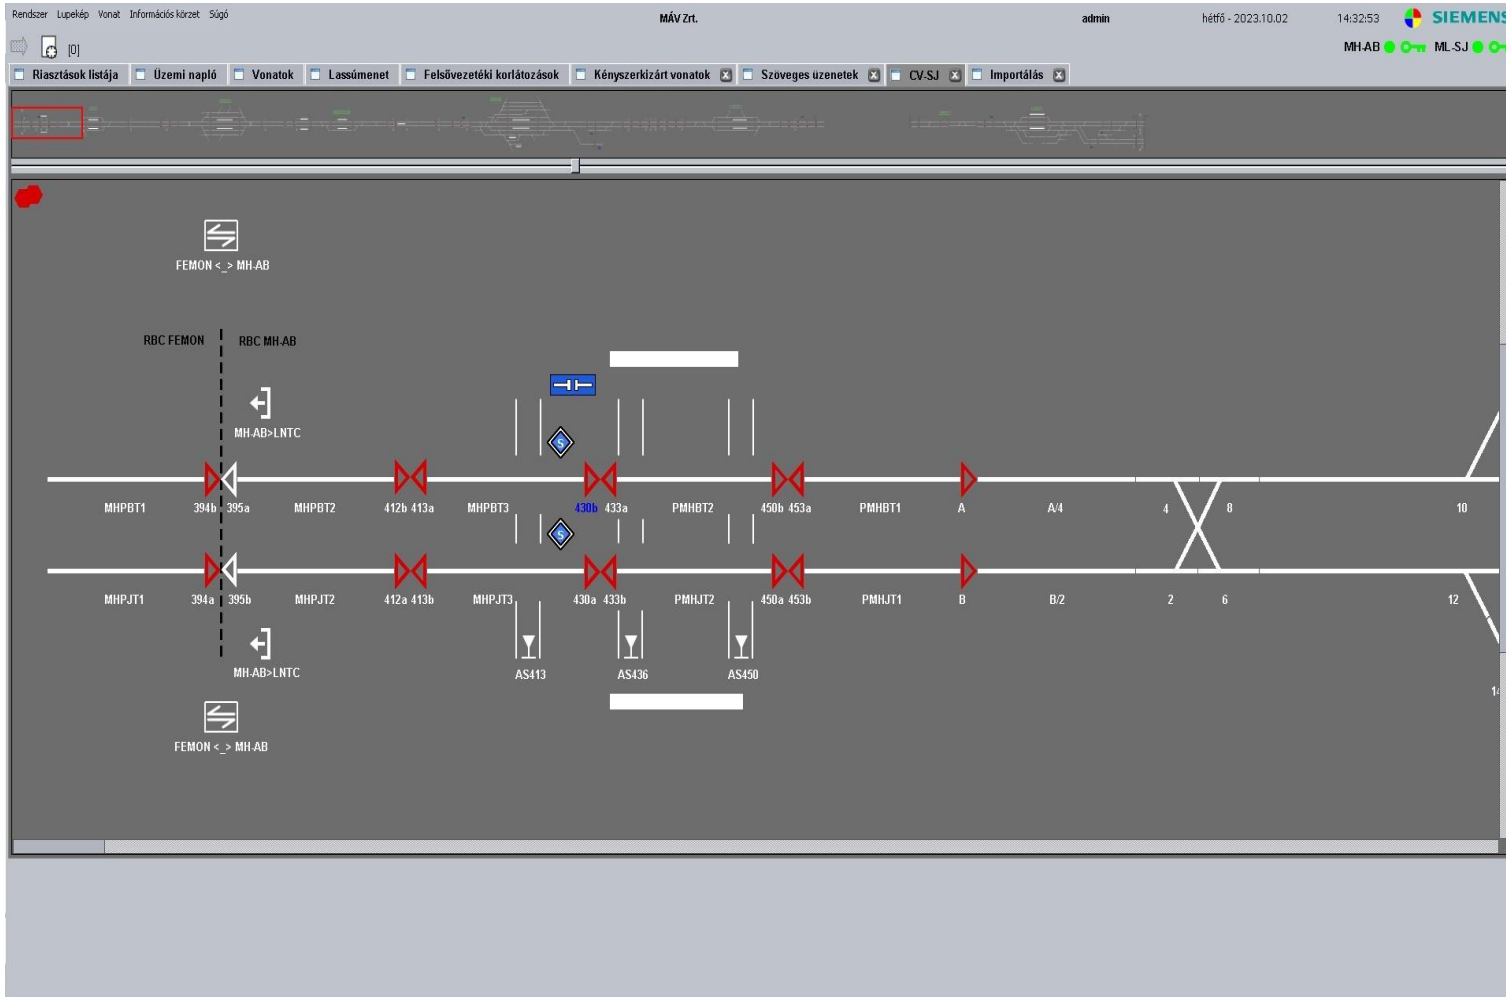 Rendszer Lupekép Vonat Információs körzet Súgó
MÁV Zrt. admin hétfő - 2023.10.02 14:32:53 SIEMENS
[0] MH-AB ML-SJ
Riasztások listája Üzemi napló Vonatok Lassúmenet Felsővezetéki korlátozások Kényszerkizárt vonatok Szöveges üzenetek CV-SJ Importálás
FEMON <_> MH-AB
RBC FEMON RBC MH-AB
MH-AB>LNTC
S
MHPBT1 394b 395a MHPBT2 412b 413a MHPBT3 430b 433a PMHBT2 450b 453a PMHBT1 A A/4 4 8 10
S
MHPJT1 394a 395b MHPJT2 412a 413b MHPJT3 430a 433b PMHJT2 450a 453b PMHJT1 B B/2 2 6 12
MH-AB>LNTC AS413 AS436 AS450
14
FEMON <_> MH-AB